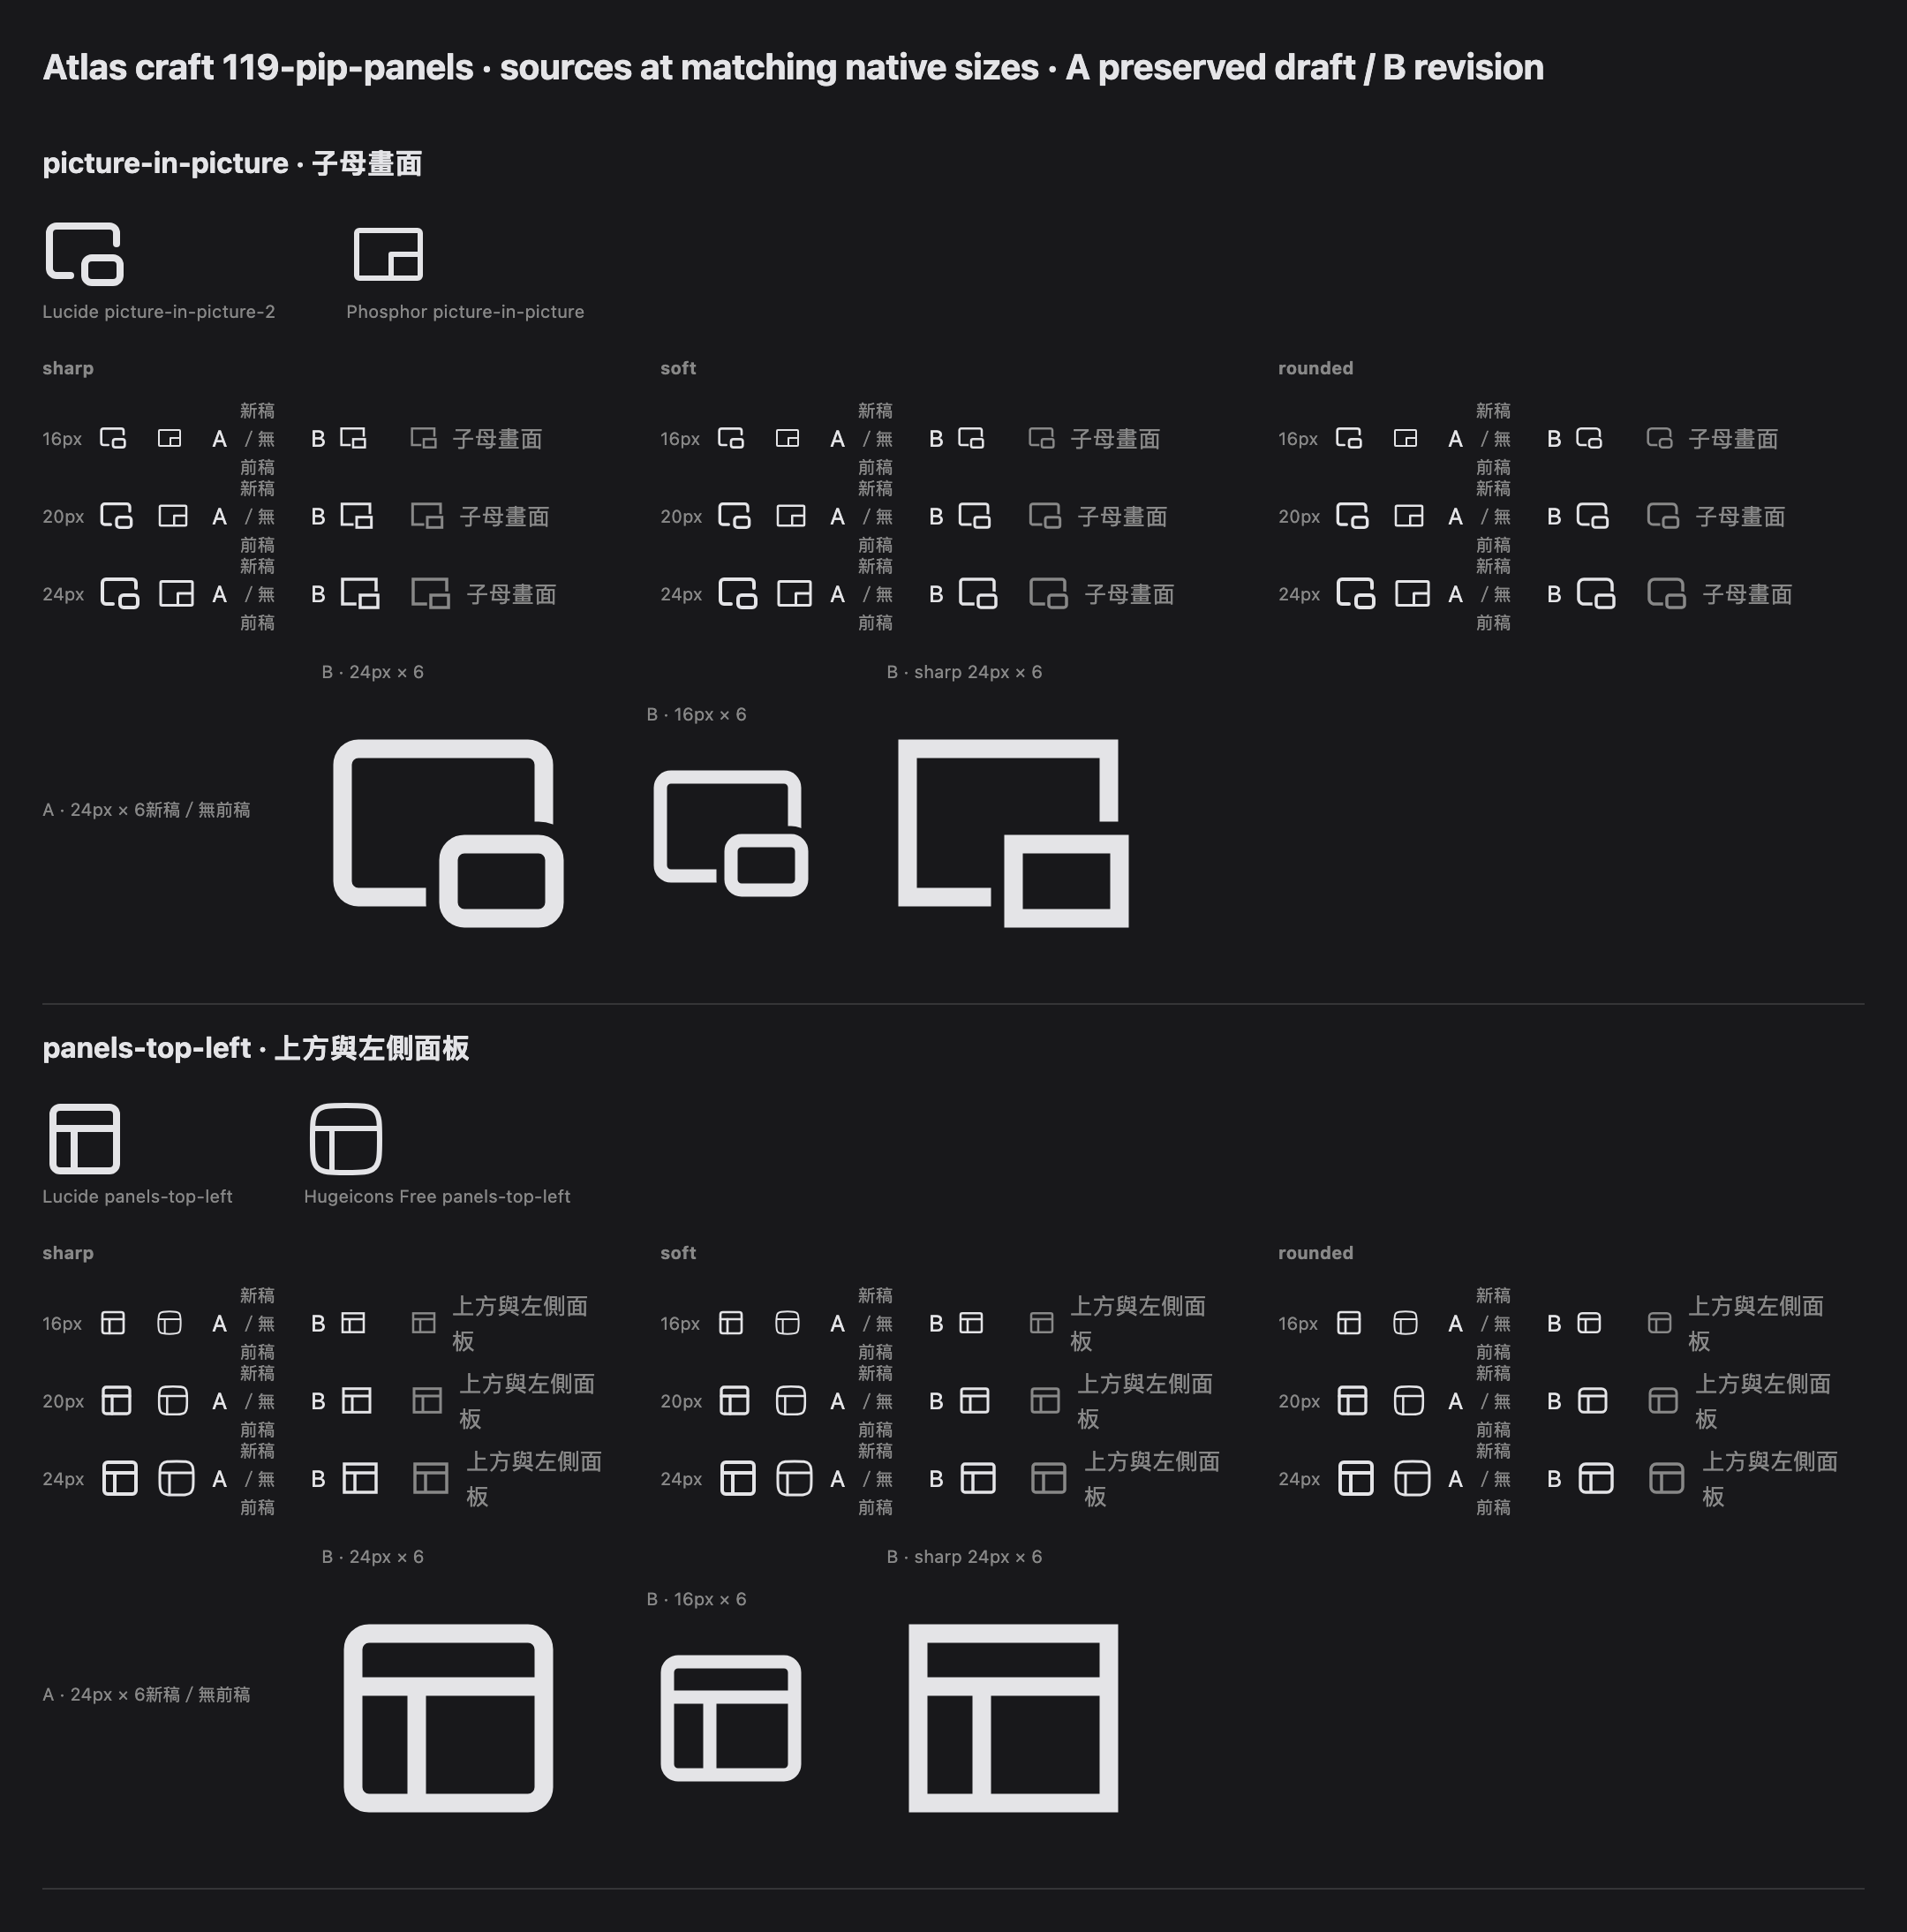 Atlas craft 119-pip-panels · sources at matching native sizes · A preserved draft / B revision
picture-in-picture · 子母畫面
Lucide picture-in-picture-2
Phosphor picture-in-picture
sharp
soft
rounded
16px A 新稿 / 無前稿 B 子母畫面
16px A 新稿 / 無前稿 B 子母畫面
16px A 新稿 / 無前稿 B 子母畫面
20px A 新稿 / 無前稿 B 子母畫面
20px A 新稿 / 無前稿 B 子母畫面
20px A 新稿 / 無前稿 B 子母畫面
24px A 新稿 / 無前稿 B 子母畫面
24px A 新稿 / 無前稿 B 子母畫面
24px A 新稿 / 無前稿 B 子母畫面
B · 24px × 6
B · sharp 24px × 6
B · 16px × 6
A · 24px × 6新稿 / 無前稿
panels-top-left · 上方與左側面板
Lucide panels-top-left
Hugeicons Free panels-top-left
sharp
soft
rounded
16px A 新稿 / 無前稿 B 上方與左側面板
16px A 新稿 / 無前稿 B 上方與左側面板
16px A 新稿 / 無前稿 B 上方與左側面板
20px A 新稿 / 無前稿 B 上方與左側面板
20px A 新稿 / 無前稿 B 上方與左側面板
20px A 新稿 / 無前稿 B 上方與左側面板
24px A 新稿 / 無前稿 B 上方與左側面板
24px A 新稿 / 無前稿 B 上方與左側面板
24px A 新稿 / 無前稿 B 上方與左側面板
B · 24px × 6
B · sharp 24px × 6
B · 16px × 6
A · 24px × 6新稿 / 無前稿